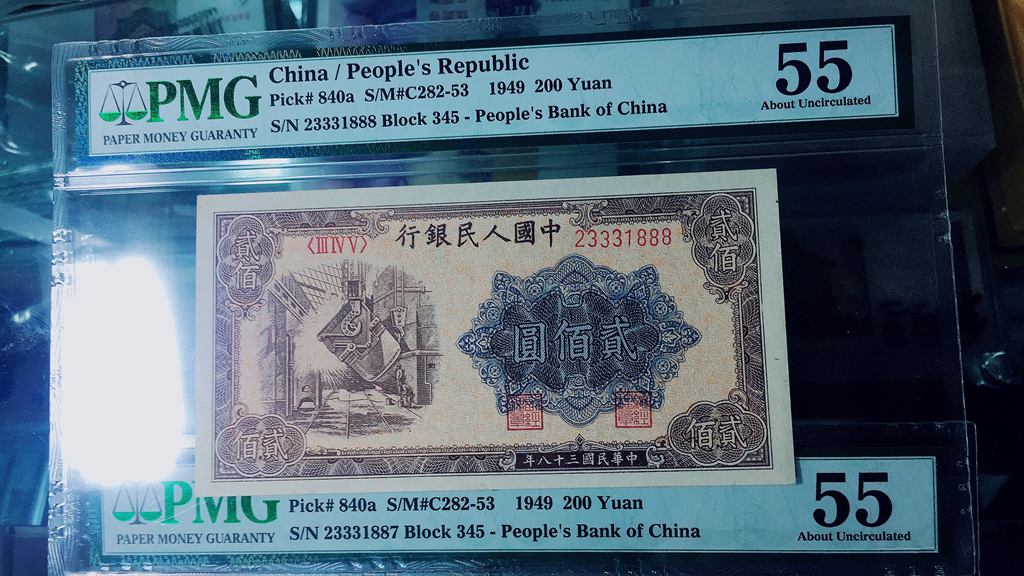 PMG
PAPER MONEY GUARANTY
China / People's Republic
Pick# 840a S/M#C282-53 1949 200 Yuan
S/N 23331888 Block 345 - People's Bank of China
55
About Uncirculated
貳佰
〈III IV V〉
行銀民人國中
23331888
貳佰
圓佰貳
佰貳
年八十三國民華中
佰貳
PMG
PAPER MONEY GUARANTY
Pick# 840a S/M#C282-53 1949 200 Yuan
S/N 23331887 Block 345 - People's Bank of China
55
About Uncirculated